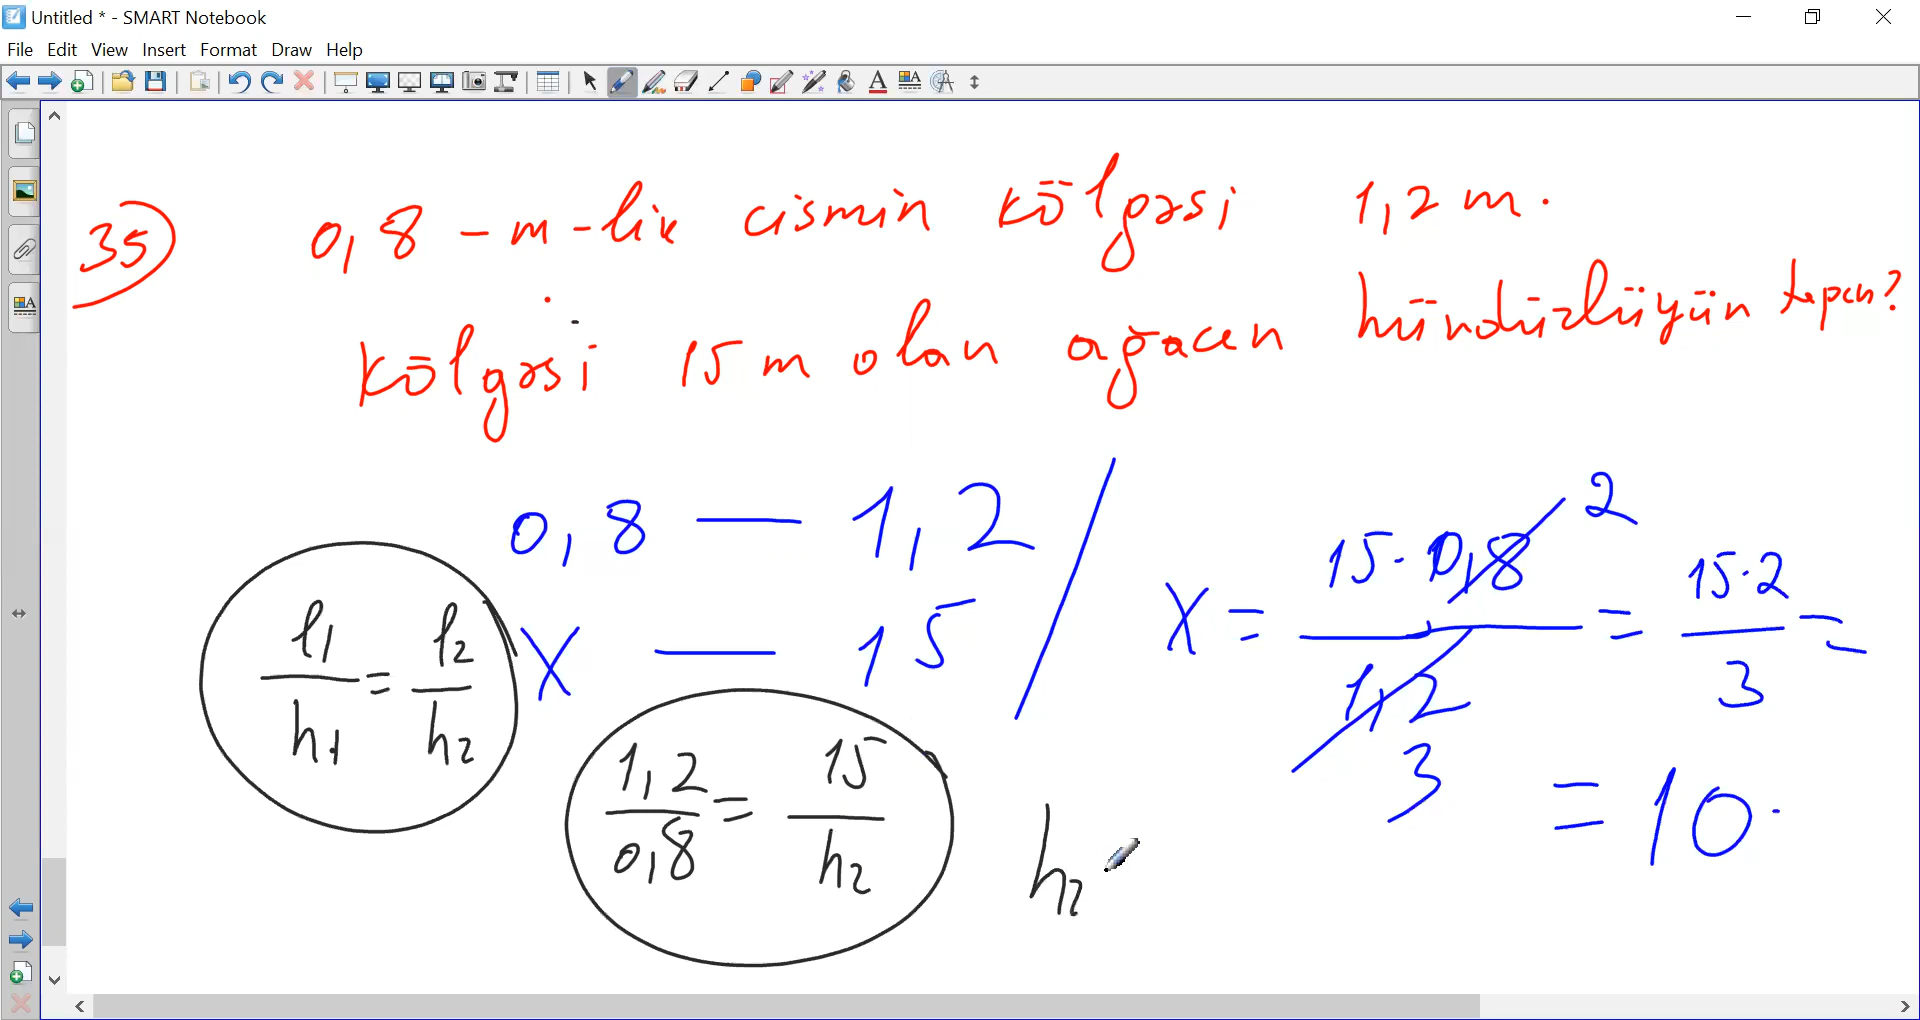 Untitled * - SMART Notebook
File Edit View Insert Format Draw Help
35) 0,8 - m - lik cismin kölgəsi 1,2 m.
kölgəsi 15 m olan ağacın hündürlüyün tapın?
0,8 — 1,2
X — 15
X = 15 · 0,8 2 / 1,2 3 = 15 · 2 / 3 =
= 10
l1 / h1 = l2 / h2
1,2 / 0,8 = 15 / h2
h2